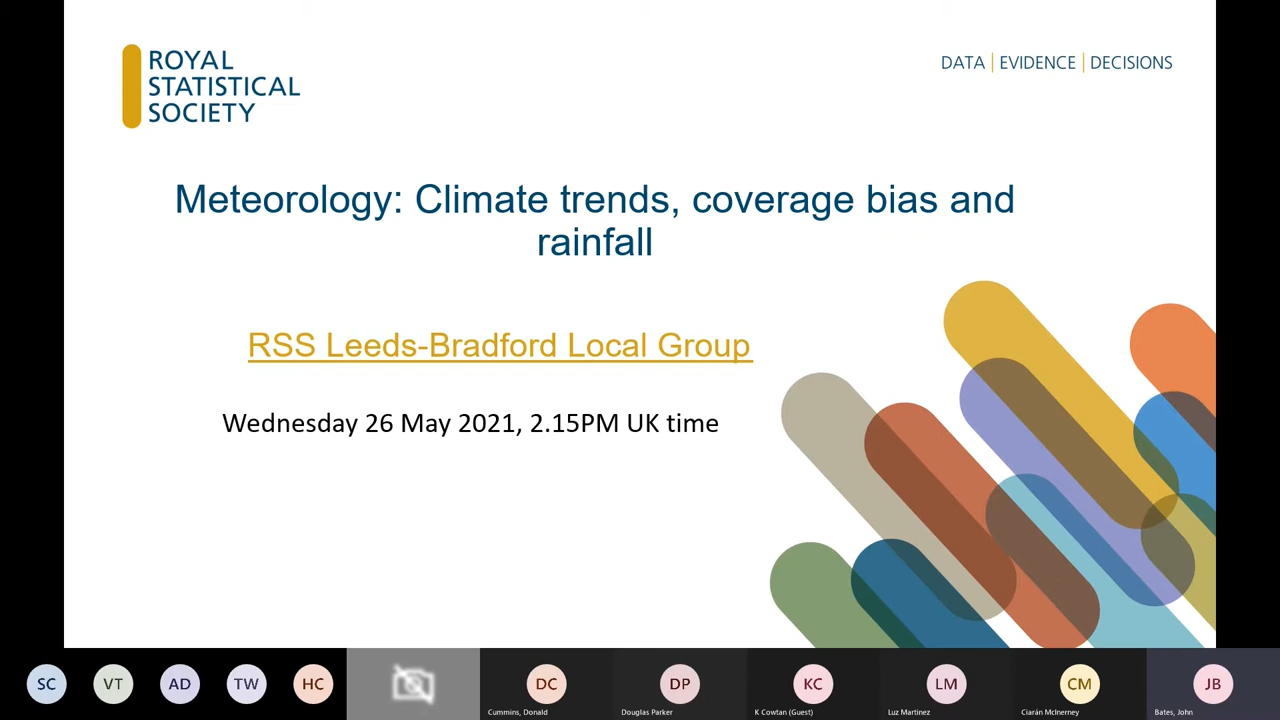 ROYAL
STATISTICAL
SOCIETY
DATA | EVIDENCE | DECISIONS
Meteorology: Climate trends, coverage bias and
rainfall
RSS Leeds-Bradford Local Group
Wednesday 26 May 2021, 2.15PM UK time
SC
VT
AD
TW
HC
DC
Cummins, Donald
DP
Douglas Parker
KC
K Cowtan (Guest)
LM
Luz Martinez
CM
Ciarán McInerney
JB
Bates, John